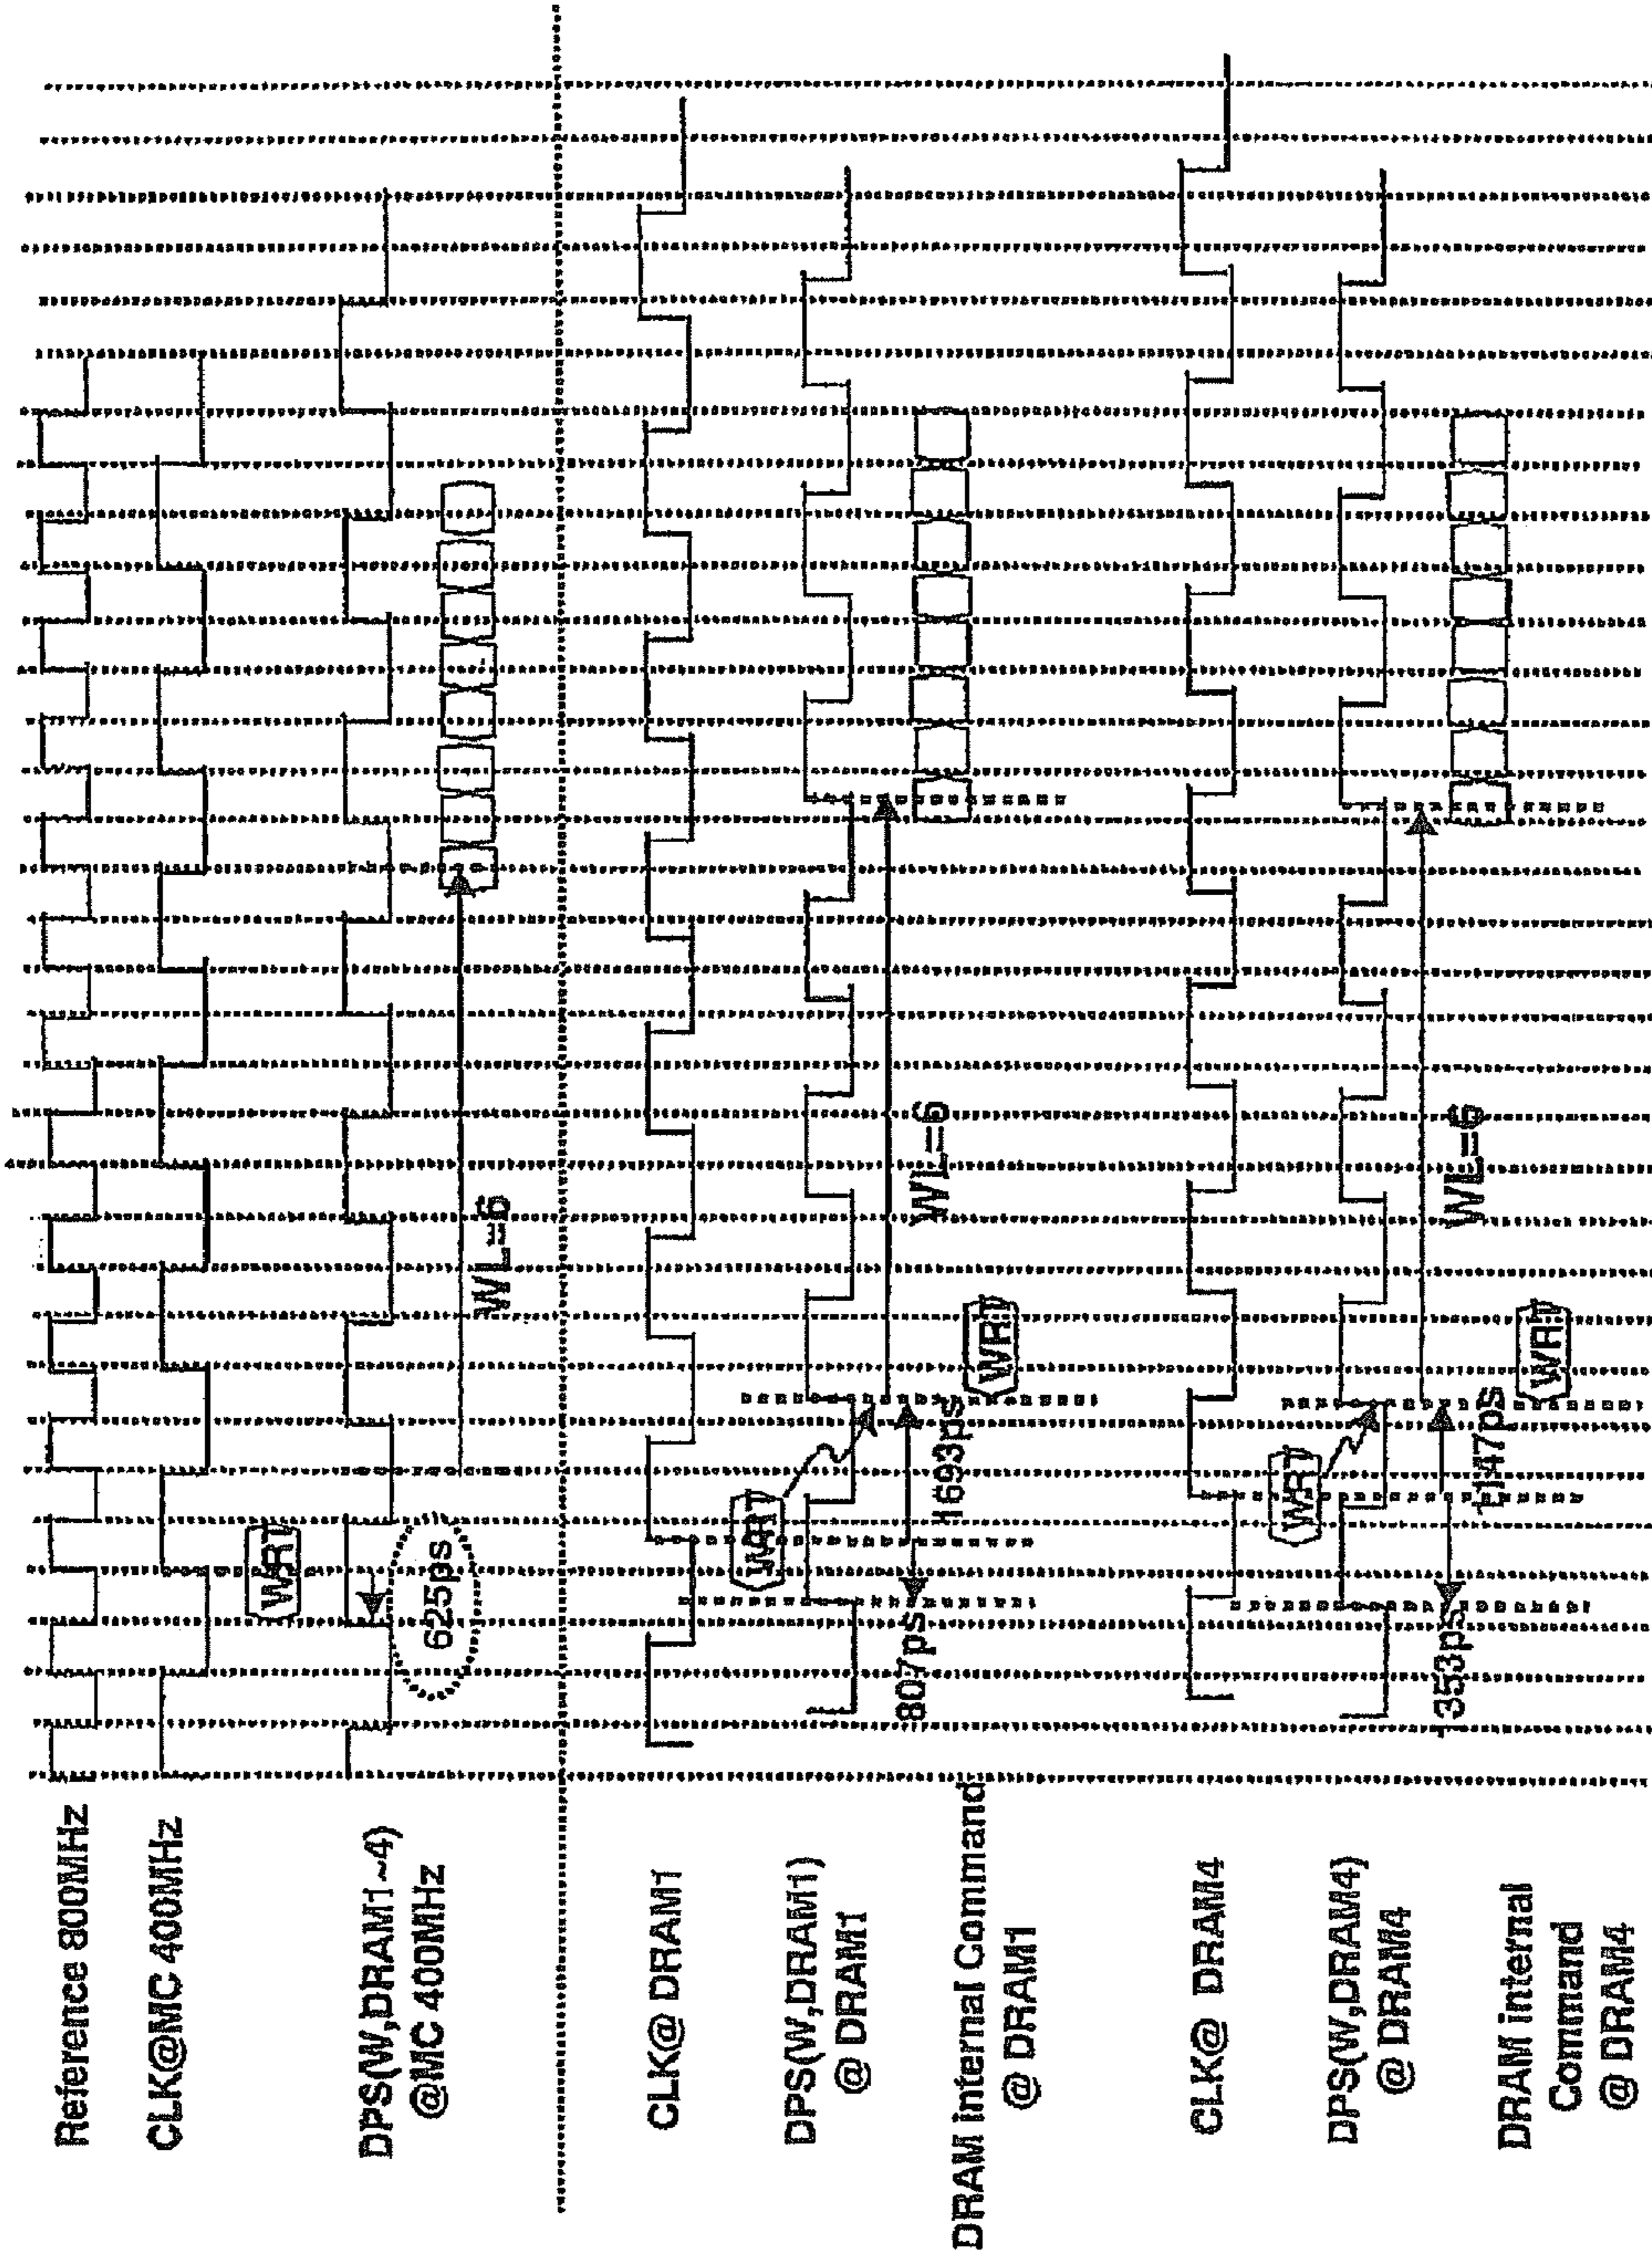 Reference 800MHz
CLK@MC 400MHz
WRT
DPS(W,DRAM1~4)
@MC 400MHz
625ps
WL=6
CLK@ DRAM1
WRT
DPS(W,DRAM1)
@ DRAM1
807ps
1693ps
WL=6
DRAM internal Command
@ DRAM1
WRT
CLK@ DRAM4
WRT
DPS(W,DRAM4)
@ DRAM4
-353ps
1147ps
WL=6
DRAM internal
Command
@ DRAM4
WRT